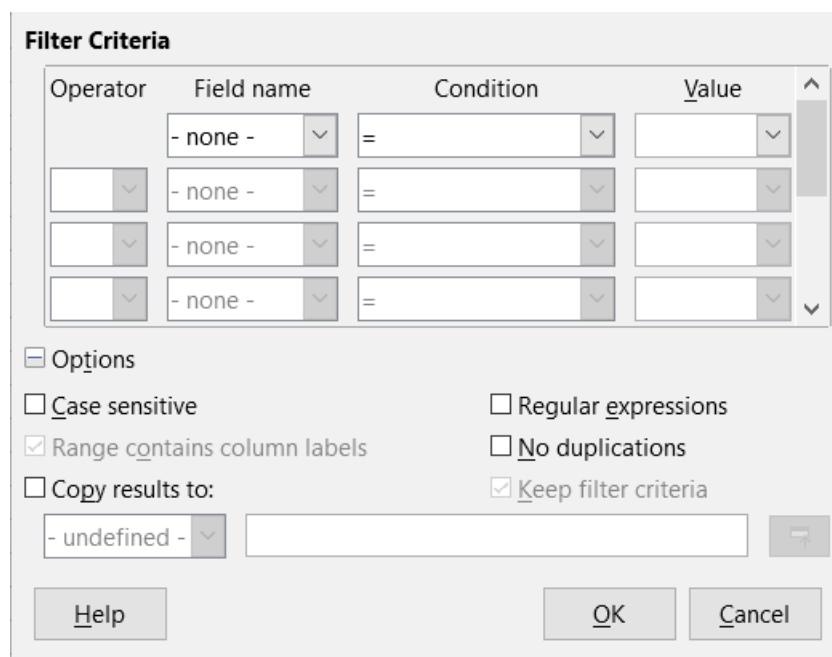 Filter Criteria
Operator Field name Condition Value
- none - =
- none - =
- none - =
- none - =
Options
Case sensitive Regular expressions
Range contains column labels No duplications
Copy results to: Keep filter criteria
- undefined -
Help OK Cancel